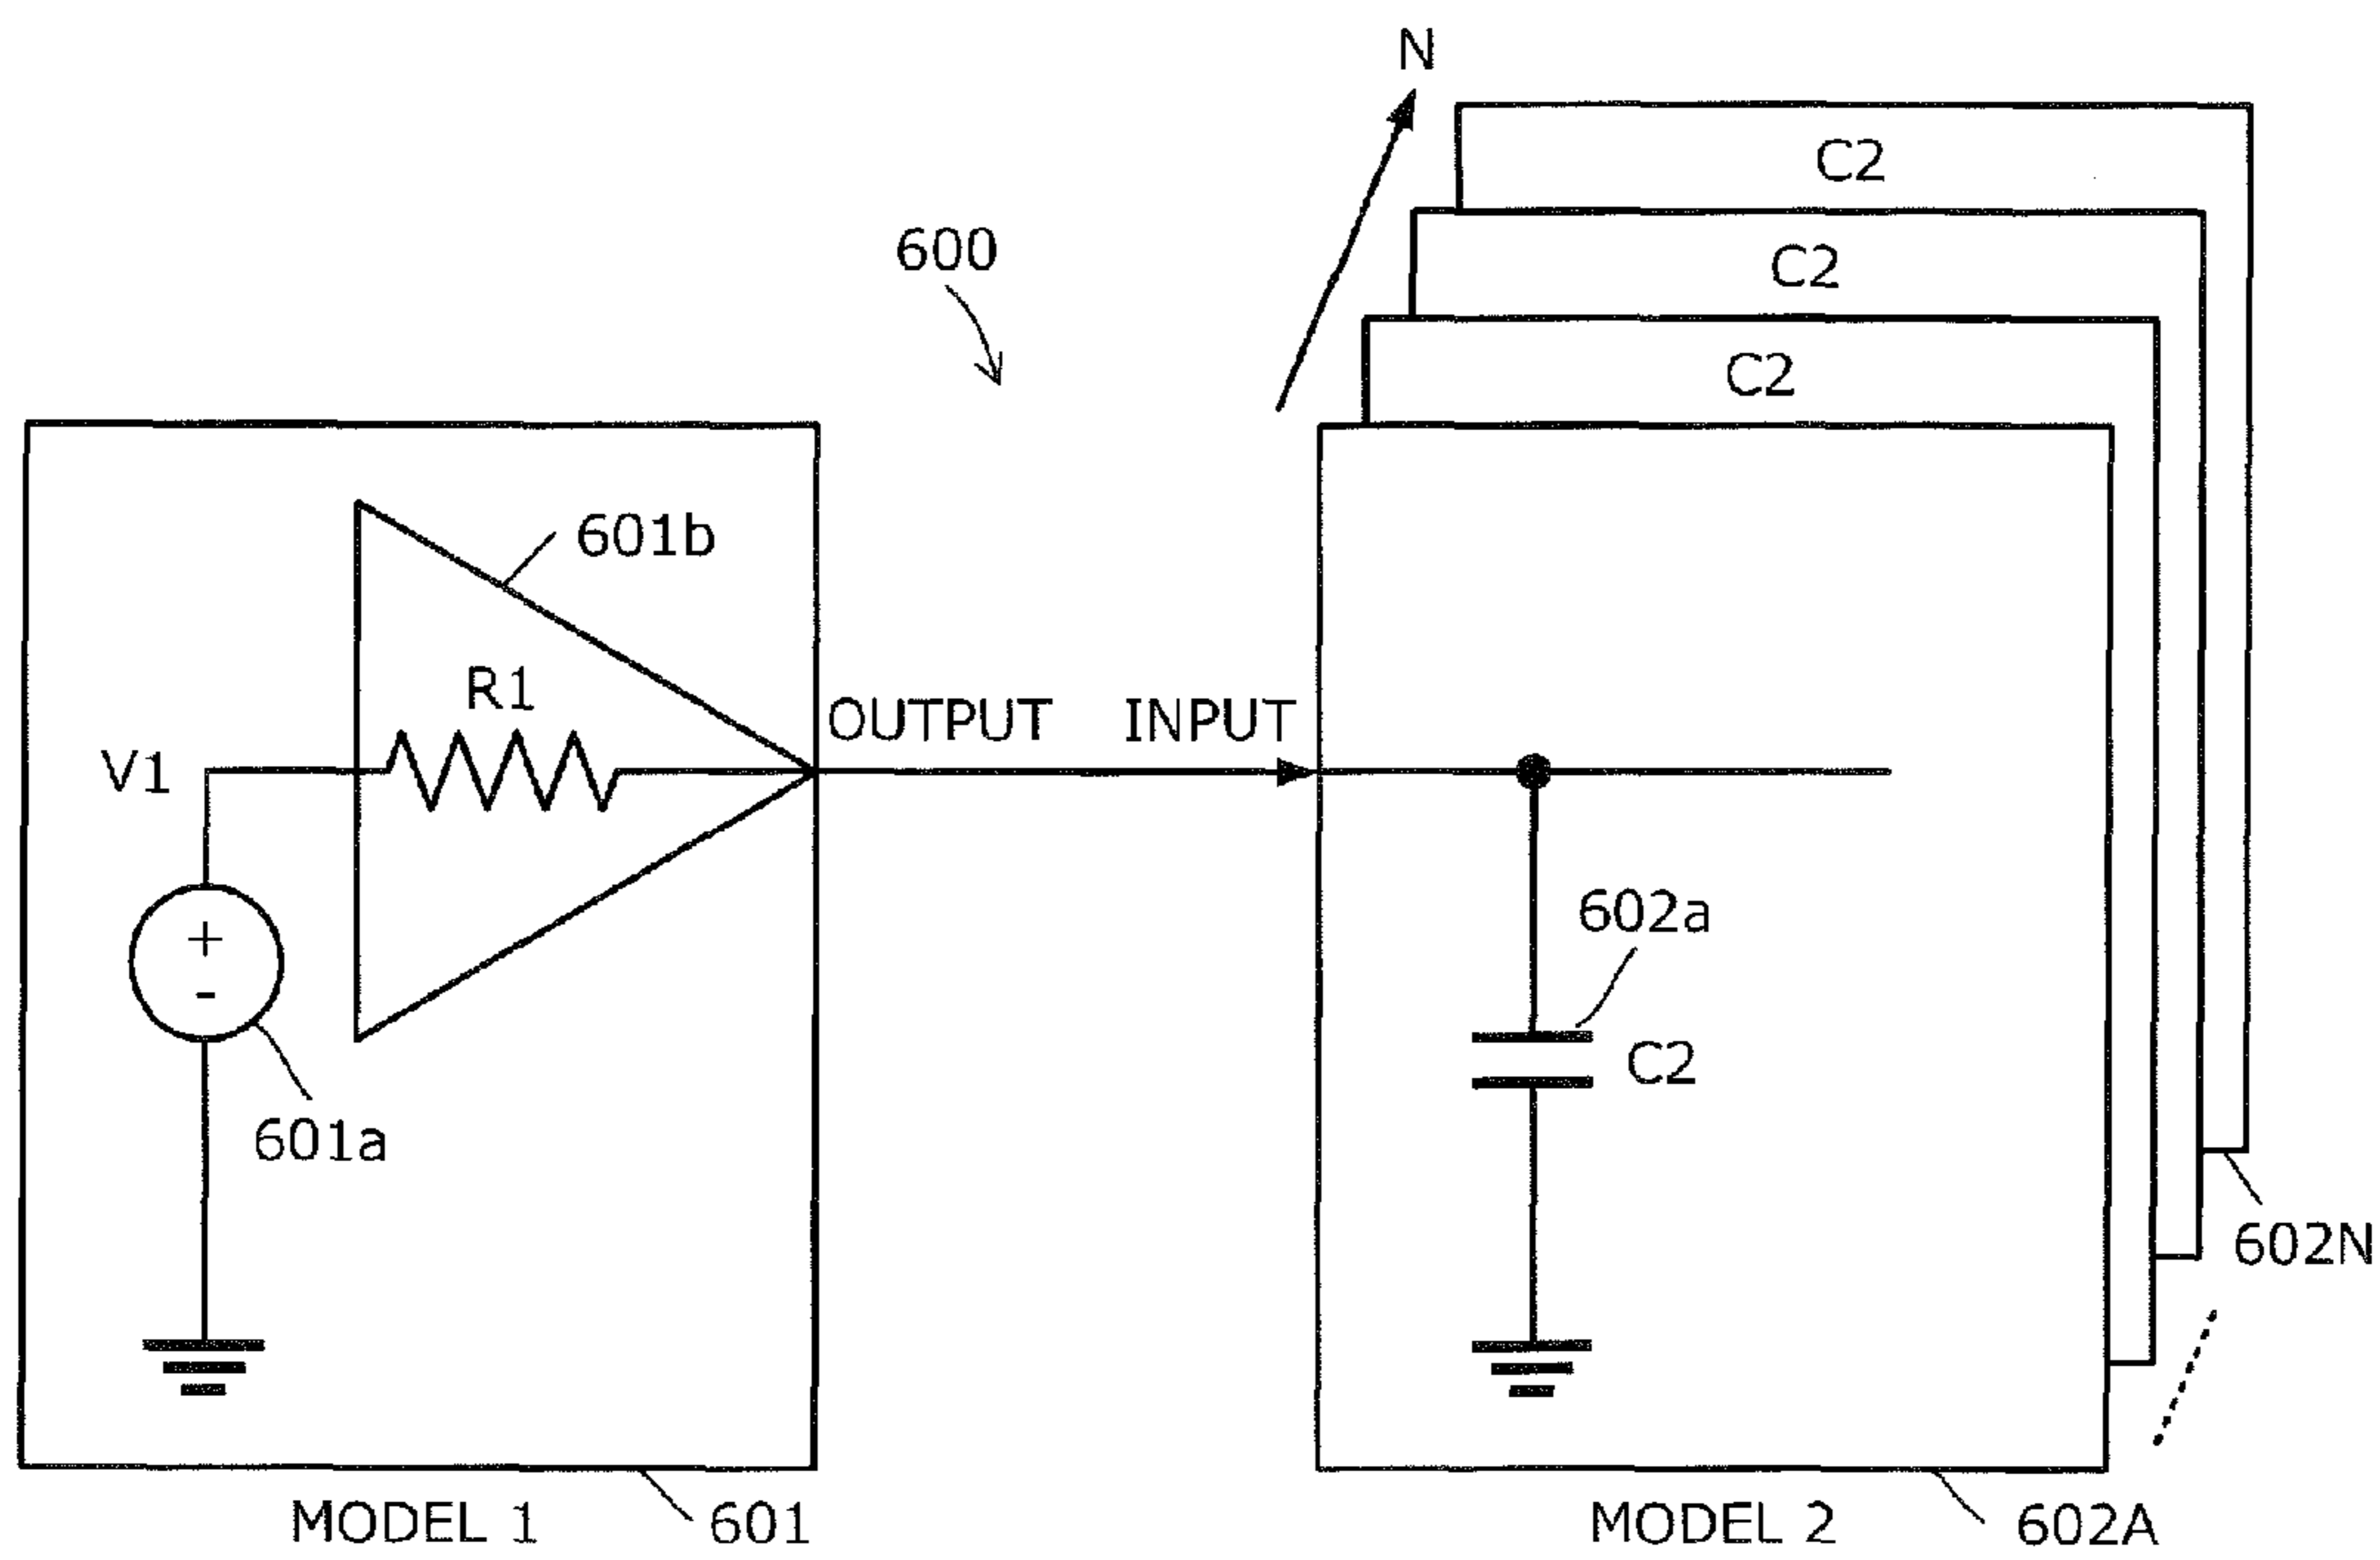 N
C2
600
C2
C2
601b
R1
V1
OUTPUT
INPUT
+
-
602a
C2
601a
602N
MODEL 1
601
MODEL 2
602A